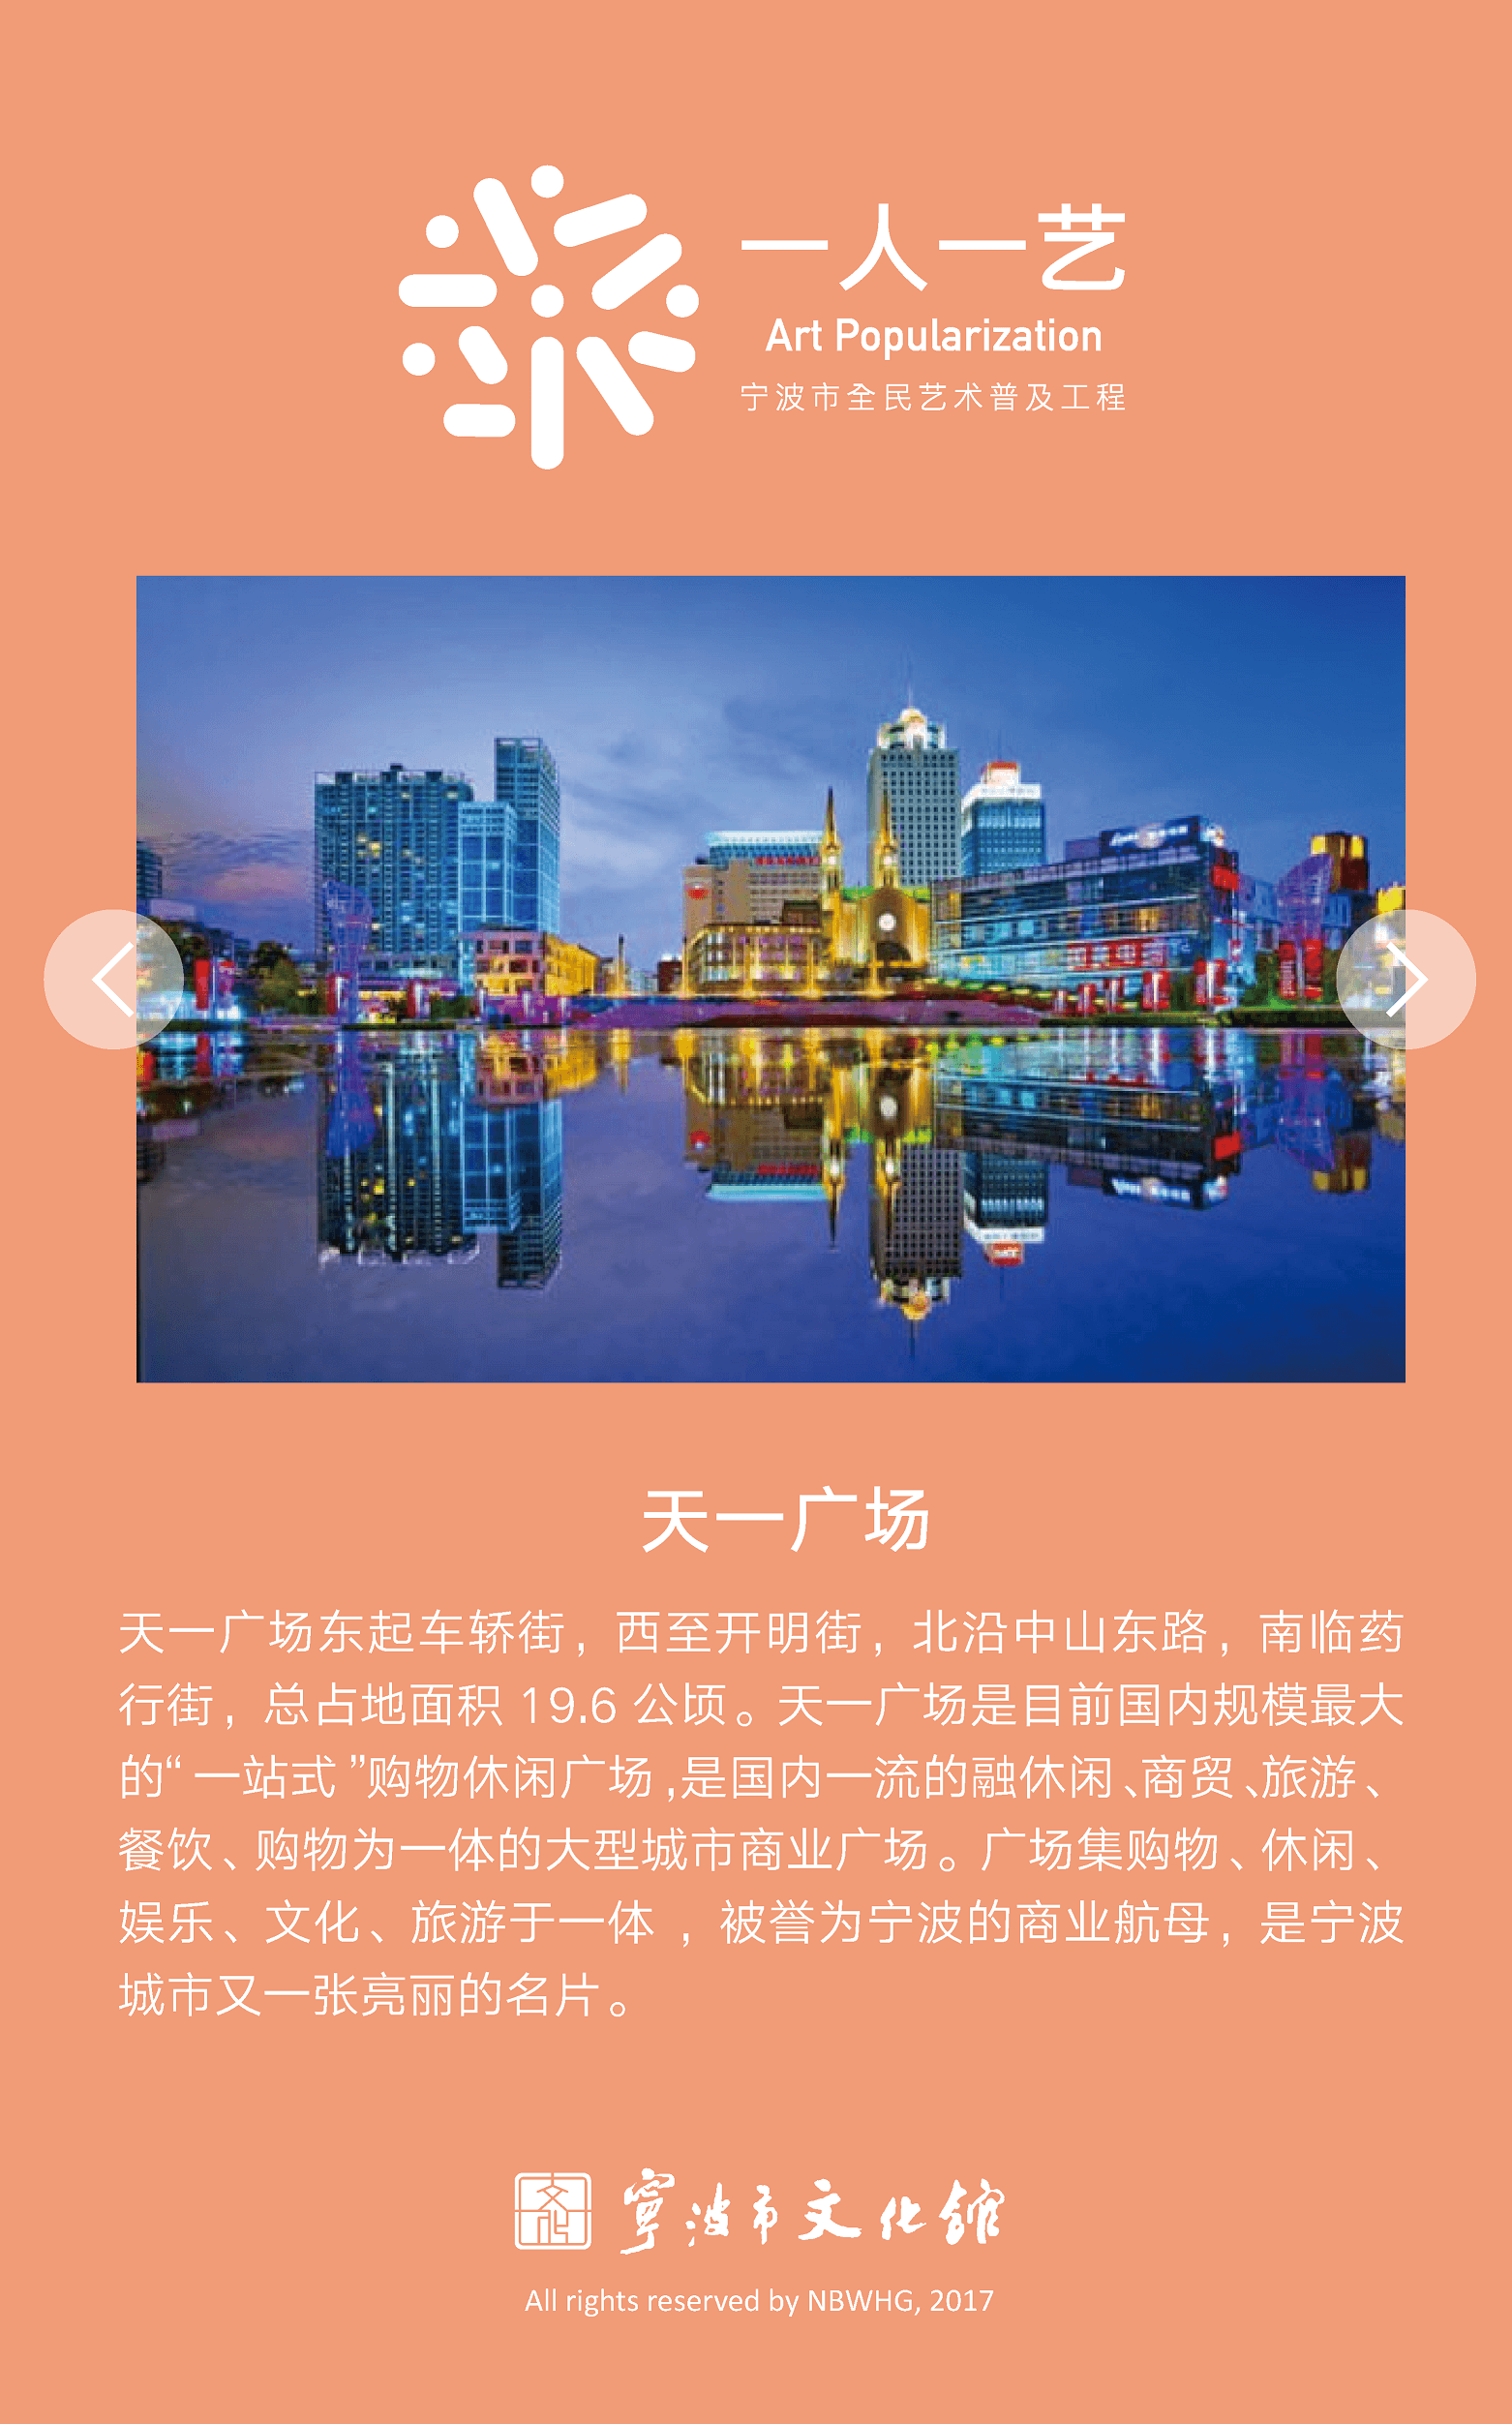 一人一艺
Art Popularization
宁波市全民艺术普及工程
天一广场
天一广场东起车轿街，西至开明街，北沿中山东路，南临药
行街，总占地面积 19.6 公顷。天一广场是目前国内规模最大
的“一站式”购物休闲广场,是国内一流的融休闲、商贸、旅游、
餐饮、购物为一体的大型城市商业广场。广场集购物、休闲、
娱乐、文化、旅游于一体 ，被誉为宁波的商业航母，是宁波
城市又一张亮丽的名片。
寧波市文化舘
All rights reserved by NBWHG, 2017